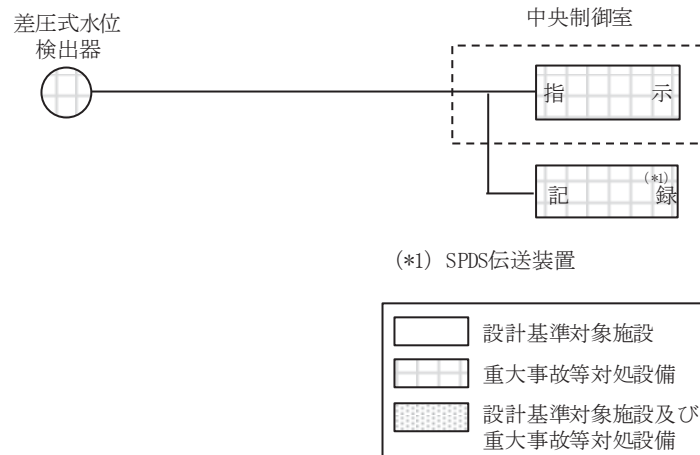 差圧式水位
検出器
中央制御室
指　示
記　録 (*1)
(*1) SPDS伝送装置
設計基準対象施設
重大事故等対処設備
設計基準対象施設及び
重大事故等対処設備